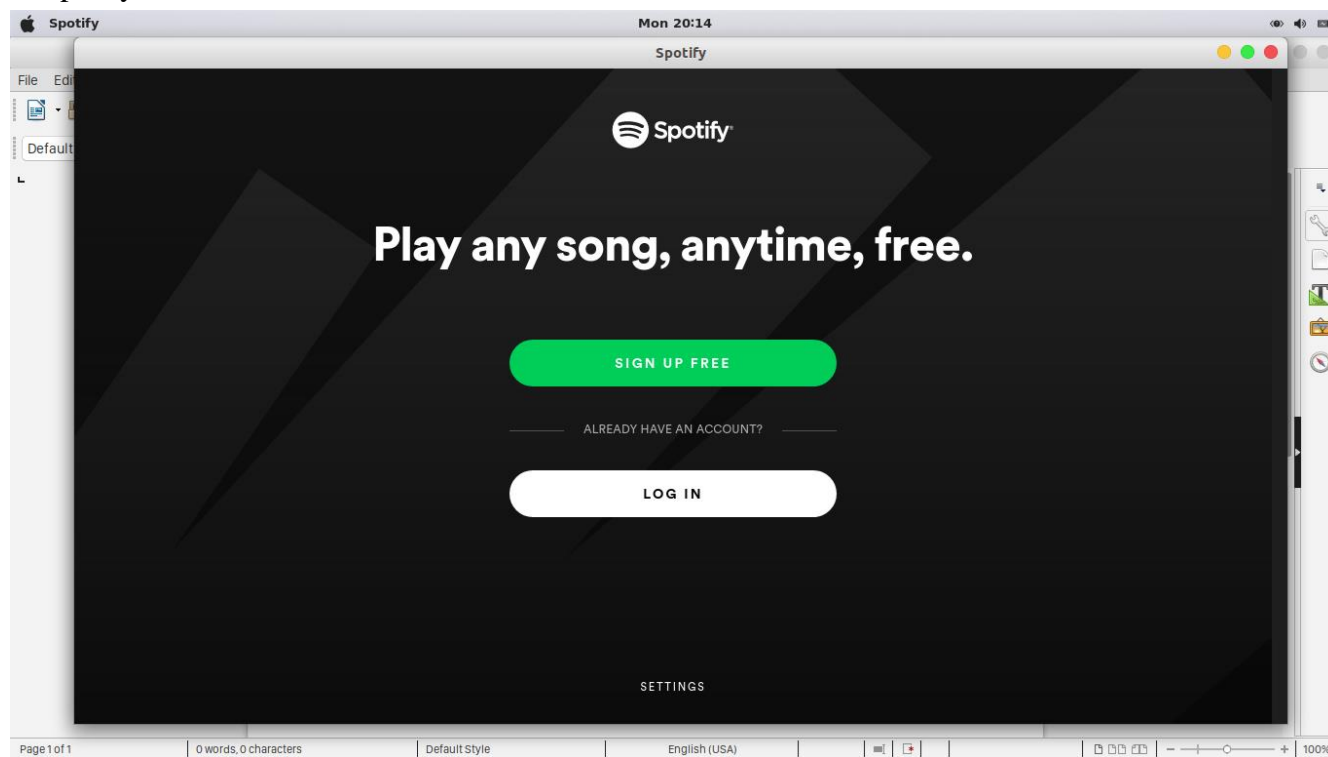 Spotify
Mon 20:14
Spotify
File Edi
Default
Spotify
Play any song, anytime, free.
SIGN UP FREE
ALREADY HAVE AN ACCOUNT?
LOG IN
SETTINGS
Page 1 of 1
0 words, 0 characters
Default Style
English (USA)
100%